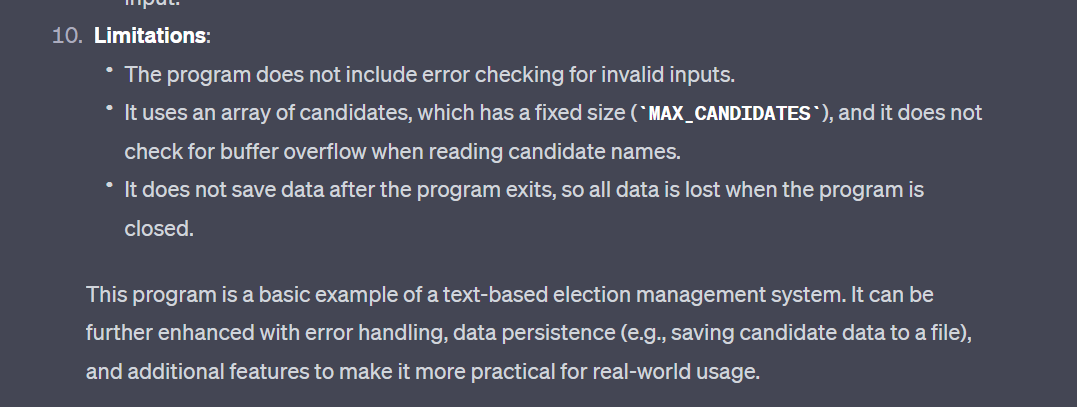 input.
10. Limitations:
• The program does not include error checking for invalid inputs.
• It uses an array of candidates, which has a fixed size (`MAX_CANDIDATES`), and it does not
check for buffer overflow when reading candidate names.
• It does not save data after the program exits, so all data is lost when the program is
closed.
This program is a basic example of a text-based election management system. It can be
further enhanced with error handling, data persistence (e.g., saving candidate data to a file),
and additional features to make it more practical for real-world usage.